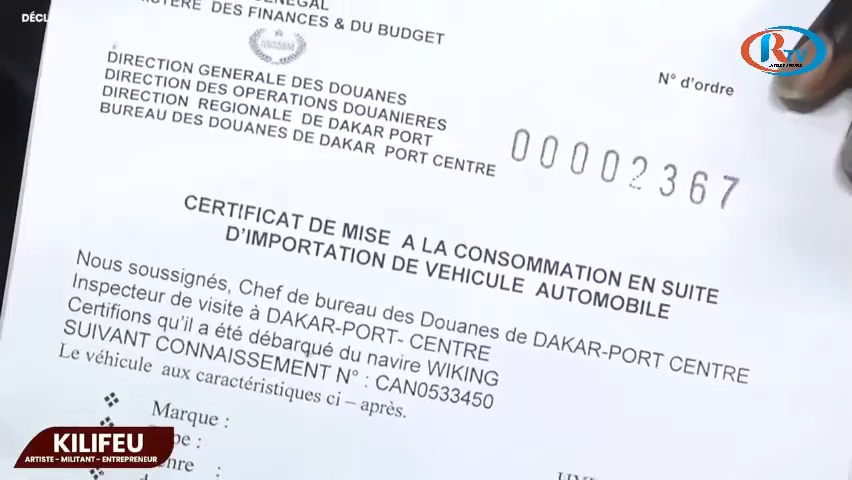 DÉCL
SÉNÉGAL
DES FINANCES & DU BUDGET
RTV
N° d'ordre
DIRECTION GENERALE DES DOUANES
DIRECTION DES OPERATIONS DOUANIERES
DIRECTION REGIONALE DE DAKAR PORT
BUREAU DES DOUANES DE DAKAR PORT CENTRE
00002367
CERTIFICAT DE MISE A LA CONSOMMATION EN SUITE
D'IMPORTATION DE VEHICULE AUTOMOBILE
Nous soussignés, Chef de bureau des Douanes de DAKAR-PORT CENTRE
Inspecteur de visite à DAKAR-PORT- CENTRE
Certifions qu'il a été débarqué du navire WIKING
SUIVANT CONNAISSEMENT N° : CAN0533450
Le véhicule aux caractéristiques ci – après.
Marque :
KILIFEU
ARTISTE - MILITANT - ENTREPRENEUR